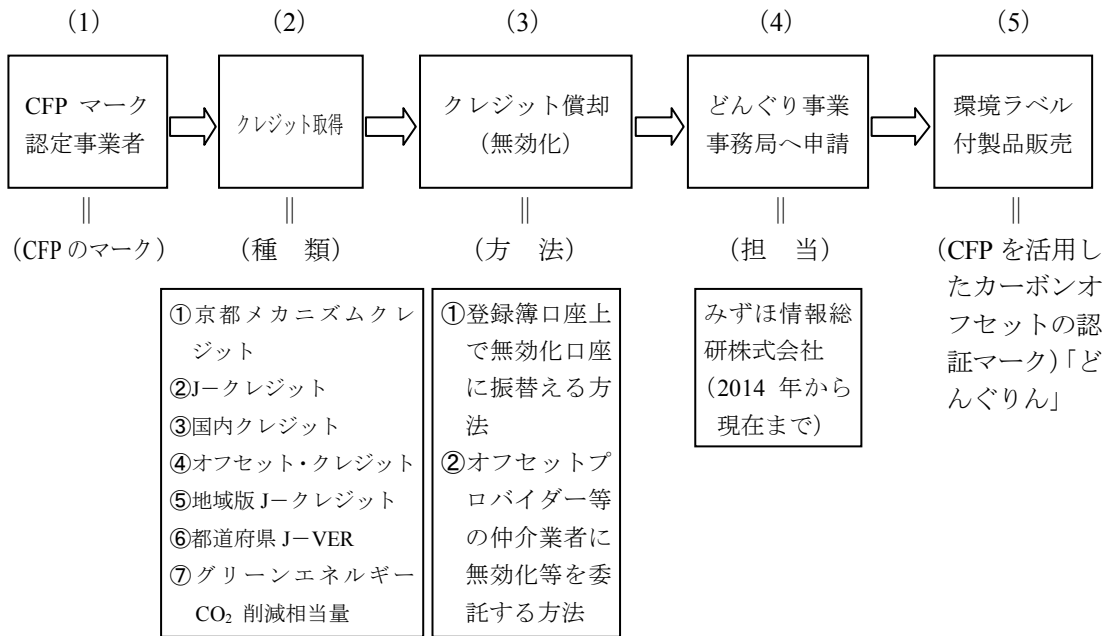 (1)
(2)
(3)
(4)
(5)
CFP マーク
認定事業者
クレジット取得
クレジット償却
(無効化)
どんぐり事業
事務局へ申請
環境ラベル
付製品販売
||
||
||
||
||
(CFP のマーク)
(種 類)
(方 法)
(担 当)
(CFP を活用し
たカーボンオ
フセットの認
証マーク)「ど
んぐりん」
①京都メカニズムクレ
ジット
②J-クレジット
③国内クレジット
④オフセット・クレジット
⑤地域版 J-クレジット
⑥都道府県 J-VER
⑦グリーンエネルギー
CO₂ 削減相当量
①登録簿口座上
で無効化口座
に振替える方
法
②オフセットプ
ロバイダー等
の仲介業者に
無効化等を委
託する方法
みずほ情報総
研株式会社
(2014 年から
現在まで)